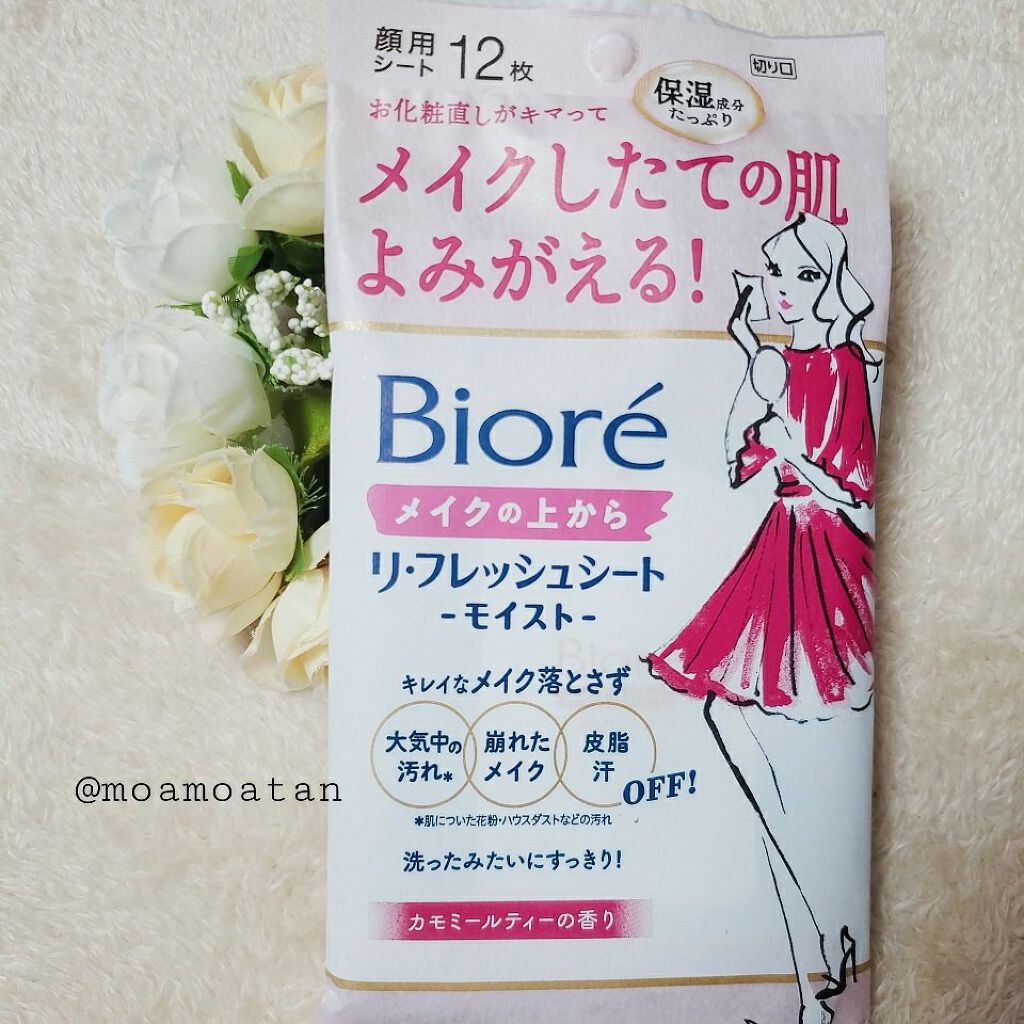 顔用
シート 12枚
切り口
保湿成分
たっぷり
お化粧直しがキマって
メイクしたての肌
よみがえる!
Bioré
メイクの上から
リ・フレッシュシート
-モイスト-
キレイなメイク落とさず
大気中の
汚れ*
崩れた
メイク
皮脂
汗
OFF!
*肌についた花粉・ハウスダストなどの汚れ
洗ったみたいにすっきり!
カモミールティーの香り
@moamoatan